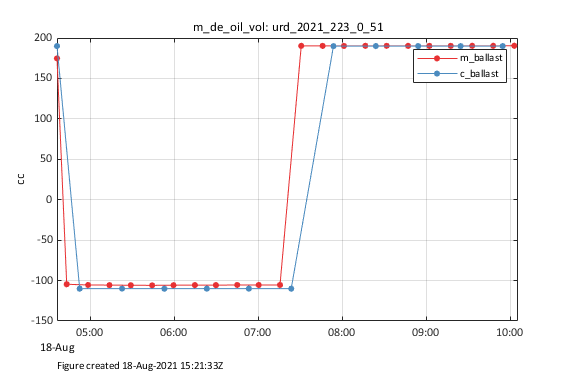 m_de_oil_vol: urd_2021_223_0_51
200
150
100
50
0
-50
-100
-150
cc
m_ballast
c_ballast
05:00 06:00 07:00 08:00 09:00 10:00
18-Aug
Figure created 18-Aug-2021 15:21:33Z